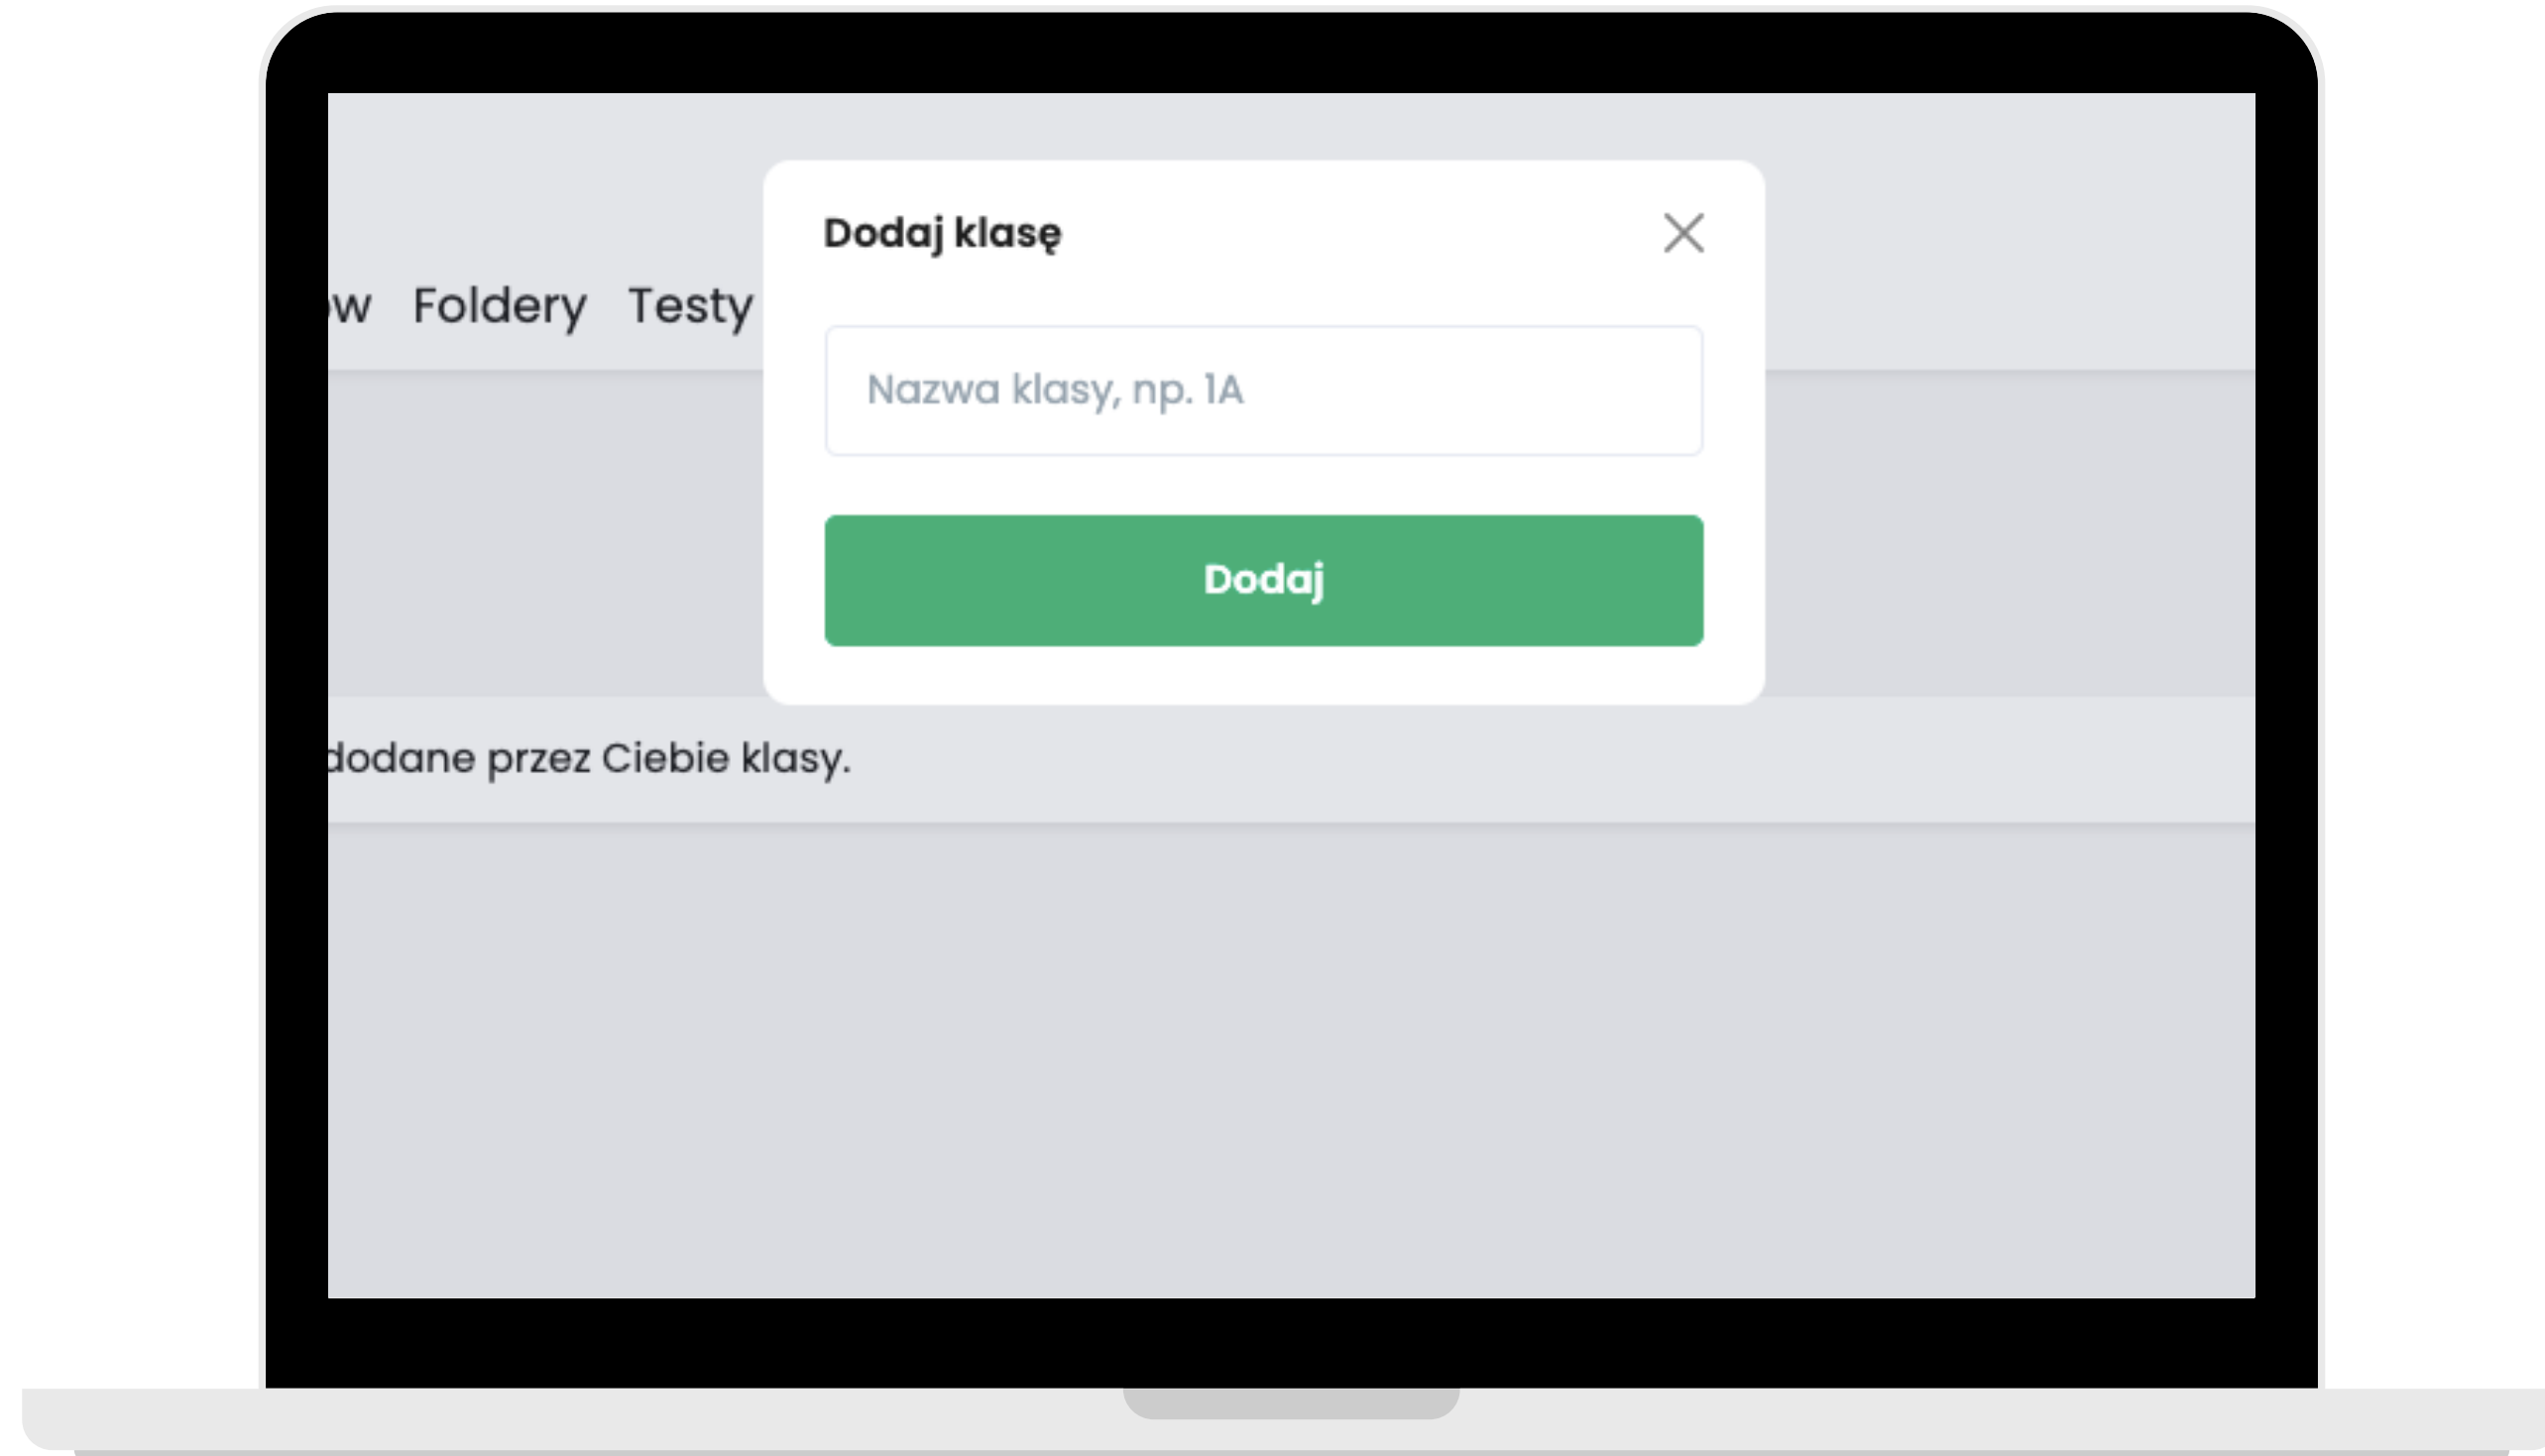 Dodaj klasę
Foldery Testy
Nazwa klasy, np. 1A
Dodaj
dodane przez Ciebie klasy.